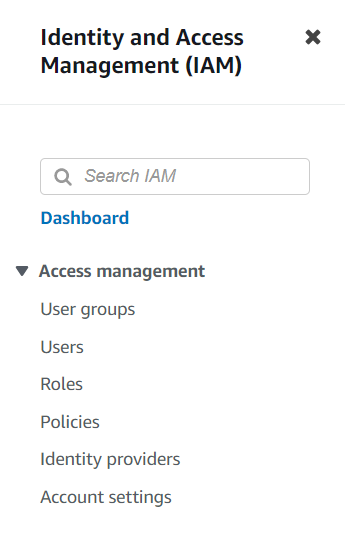 Identity and Access
Management (IAM)
Search IAM
Dashboard
Access management
User groups
Users
Roles
Policies
Identity providers
Account settings